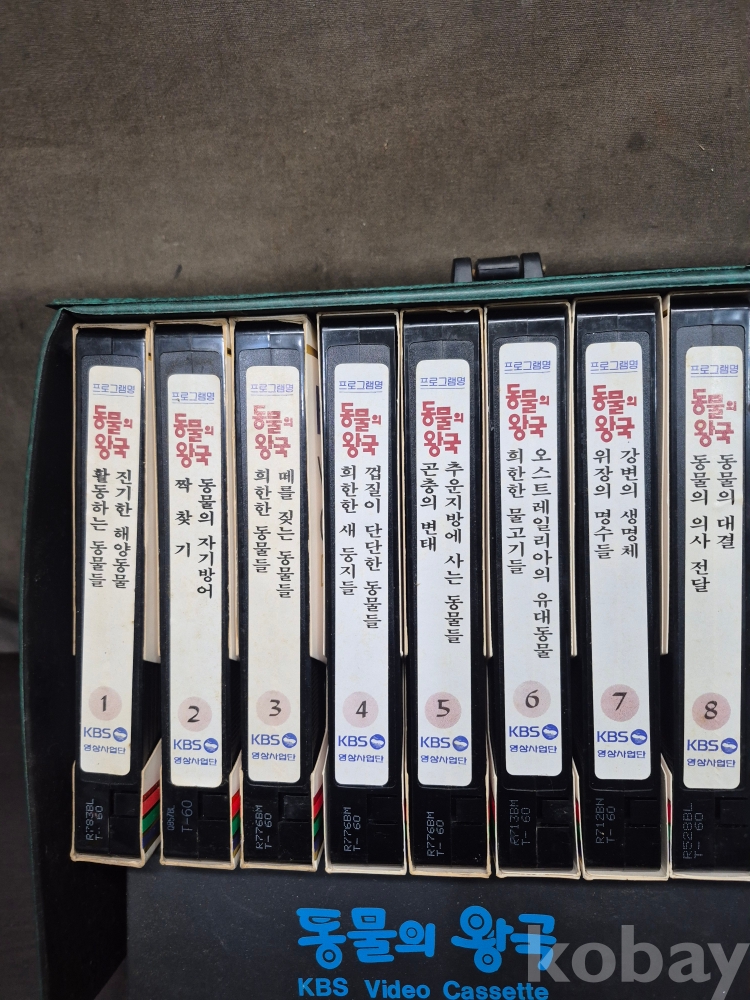 프로그램명
동물의
왕국
진기한 해양동물
활동하는 동물들
1
KBS
영상사업단
R793BL
T- 60
프로그램명
동물의
왕국
동물의 자기방어
짝 찾 기
2
KBS
영상사업단
T-60
프로그램명
동물의
왕국
떼를 짓는 동물들
희한한 동물들
3
KBS
영상사업단
R776BM
T- 60
프로그램명
동물의
왕국
껍질이 단단한 동물들
희한한 새 둥지들
4
KBS
영상사업단
R776BM
T- 60
프로그램명
동물의
왕국
추운지방에 사는 동물들
곤충의 변태
5
KBS
영상사업단
R776BM
T- 60
프로그램명
동물의
왕국
오스트레일리아의 유대동물
희한한 물고기들
6
KBS
영상사업단
R713BM
T- 60
프로그램명
동물의
왕국
강변의 생명체
위장의 명수들
7
KBS
영상사업단
R712BN
T- 60
프로그램명
동물의
왕국
동물의 대결
동물의 의사 전달
8
KBS
영상사업단
R528BL
T- 60
동물의 왕국
KBS Video Cassette
kobay